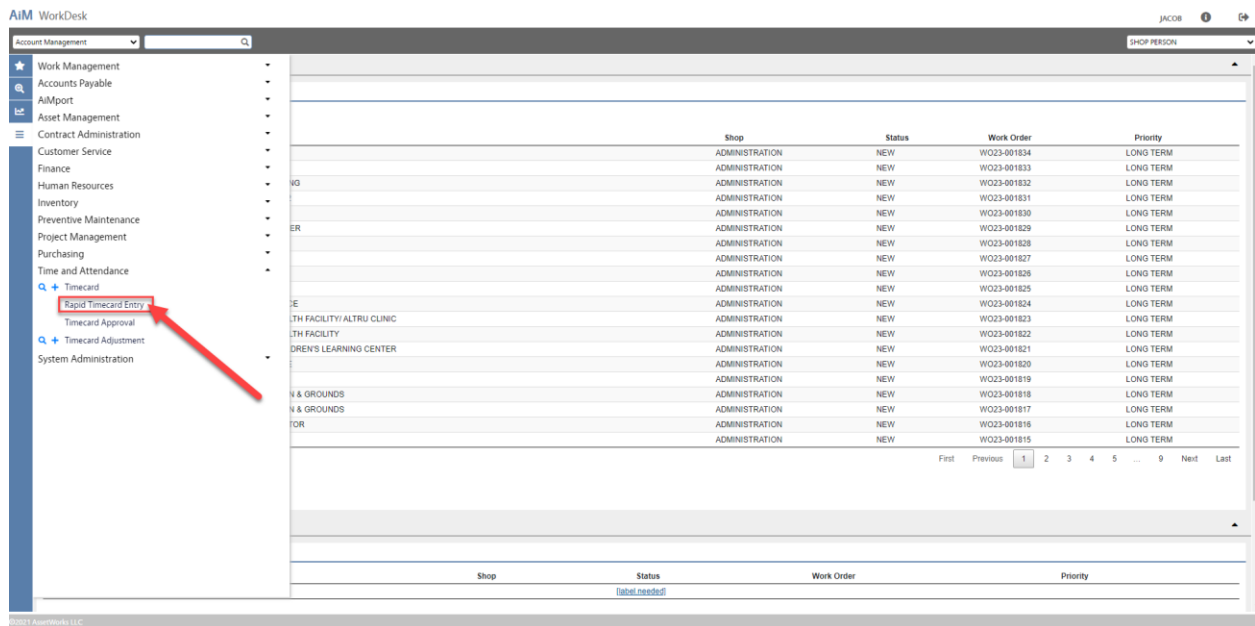 AiM WorkDesk
JACOB
Account Management
SHOP PERSON
Work Management
Accounts Payable
AiMport
Asset Management
Contract Administration
Customer Service
Finance
Human Resources
Inventory
Preventive Maintenance
Project Management
Purchasing
Time and Attendance
Timecard
Rapid Timecard Entry
Timecard Approval
Timecard Adjustment
System Administration
Shop Status Work Order Priority
ADMINISTRATION NEW WO23-001834 LONG TERM
ADMINISTRATION NEW WO23-001833 LONG TERM
NG ADMINISTRATION NEW WO23-001832 LONG TERM
ADMINISTRATION NEW WO23-001831 LONG TERM
ADMINISTRATION NEW WO23-001830 LONG TERM
ER ADMINISTRATION NEW WO23-001829 LONG TERM
ADMINISTRATION NEW WO23-001828 LONG TERM
ADMINISTRATION NEW WO23-001827 LONG TERM
ADMINISTRATION NEW WO23-001826 LONG TERM
ADMINISTRATION NEW WO23-001825 LONG TERM
CE ADMINISTRATION NEW WO23-001824 LONG TERM
LTH FACILITY/ ALTRU CLINIC ADMINISTRATION NEW WO23-001823 LONG TERM
LTH FACILITY ADMINISTRATION NEW WO23-001822 LONG TERM
DREN'S LEARNING CENTER ADMINISTRATION NEW WO23-001821 LONG TERM
ADMINISTRATION NEW WO23-001820 LONG TERM
ADMINISTRATION NEW WO23-001819 LONG TERM
N & GROUNDS ADMINISTRATION NEW WO23-001818 LONG TERM
N & GROUNDS ADMINISTRATION NEW WO23-001817 LONG TERM
TOR ADMINISTRATION NEW WO23-001816 LONG TERM
ADMINISTRATION NEW WO23-001815 LONG TERM
First Previous 1 2 3 4 5 ... 9 Next Last
Shop Status Work Order Priority
[label.needed]
©2021 AssetWorks LLC